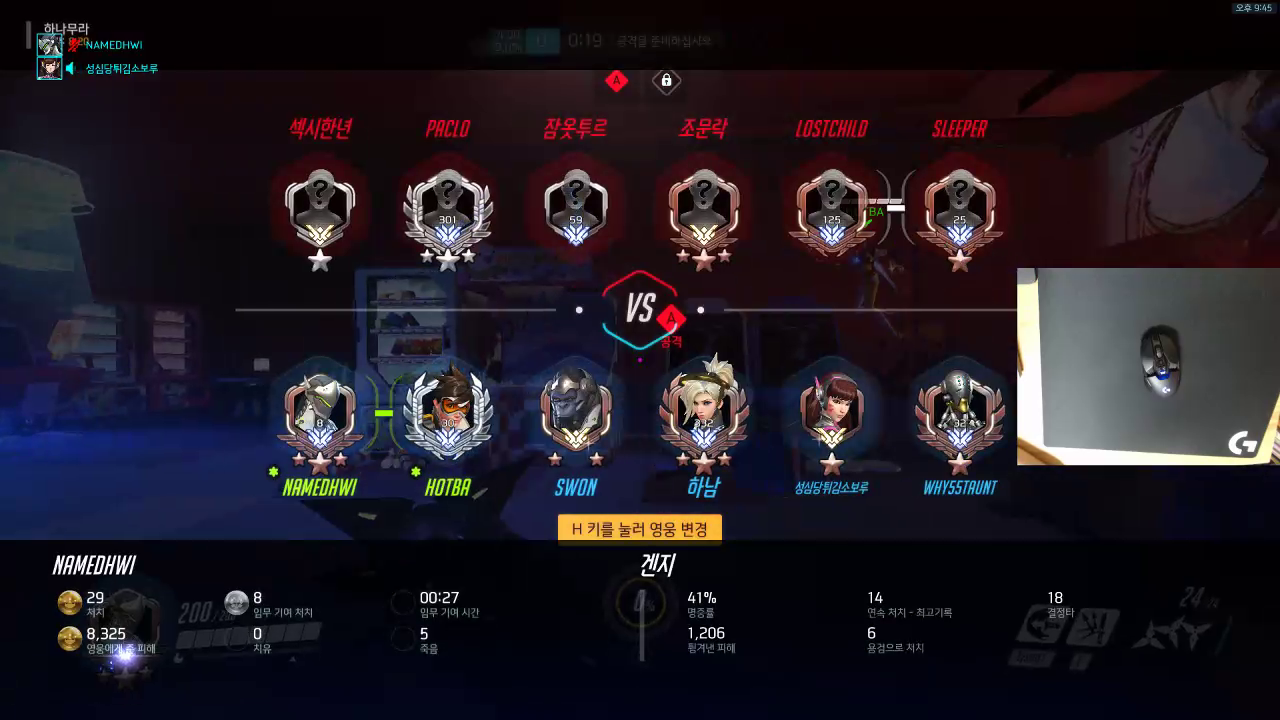 오후 9:45
하나무라
NAMEDHWI
성심당튀김소보루
0:19 공격을 준비하십시오
A
섹시한년 PACLO 잠옷투르 조문락 LOSTCHILD SLEEPER
301 59 125 25
BA
VS
A
공격
8 30 332 32
NAMEDHWI HOTBA SWON 하남 성심당튀김소보루 WHY55TAUNT
H 키를 눌러 영웅 변경
NAMEDHWI 겐지
29 8 00:27 41% 14 18
처치 임무 기여 처치 임무 기여 시간 명중률 연속 처치 - 최고기록 결정타
8,325 0 5 1,206 6
영웅에게 준 피해 치유 죽음 튕겨낸 피해 용검으로 처치
0%
200/200
24